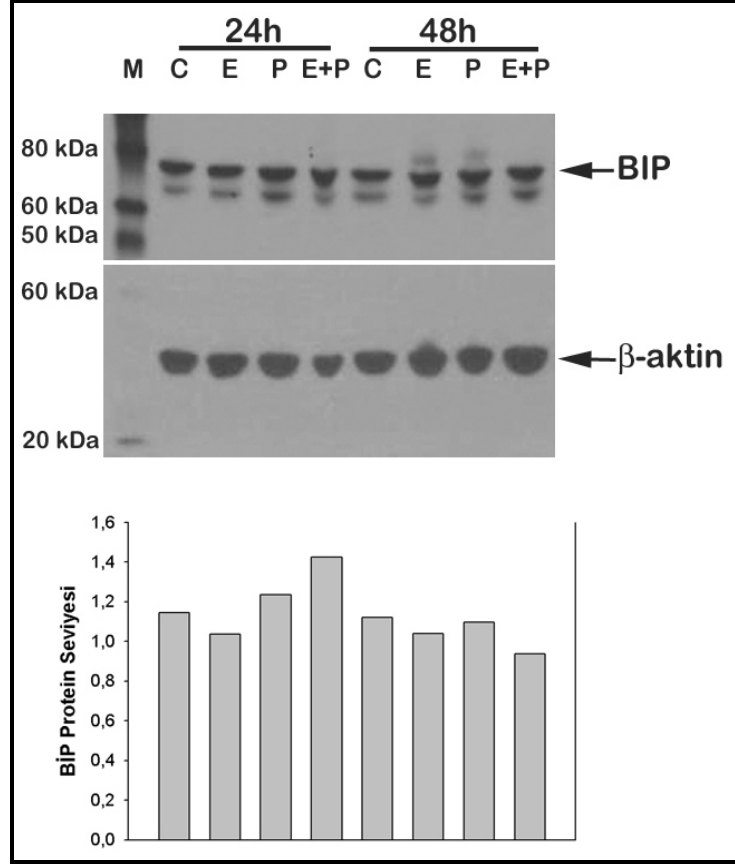 24h 48h
M C E P E+P C E P E+P
80 kDa
BIP
60 kDa
50 kDa
60 kDa
β-aktin
20 kDa
BİP Protein Seviyesi
1,6
1,4
1,2
1,0
0,8
0,6
0,4
0,2
0,0